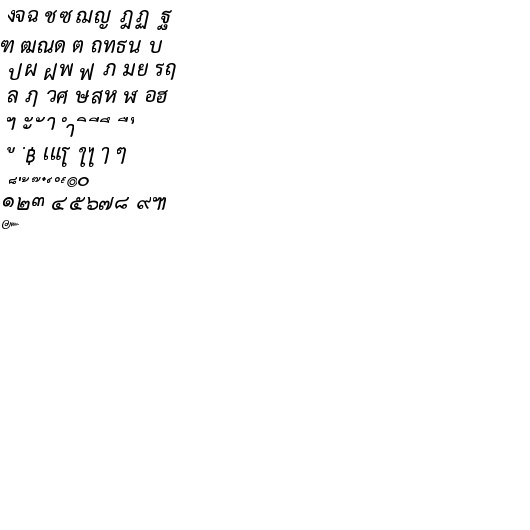 งจฉ ชซฌญ ฎฏ ฐ
ฑ ฒณด ต ถทธน บ
ปผ ฝพ ฟ ภ มย รฤ
ล ฦ วศ ษสห ฬ อฮ
ฯ ะ ั า ำ ิ ี ึ ื ุ
ู ฺ ฿ เแโ ใไ ๅ ๆ
็ ่ ้ ๊ ๋ ์ ํ ๎ ๏ ๐
๑๒๓ ๔๕๖๗๘ ๙๚
๛